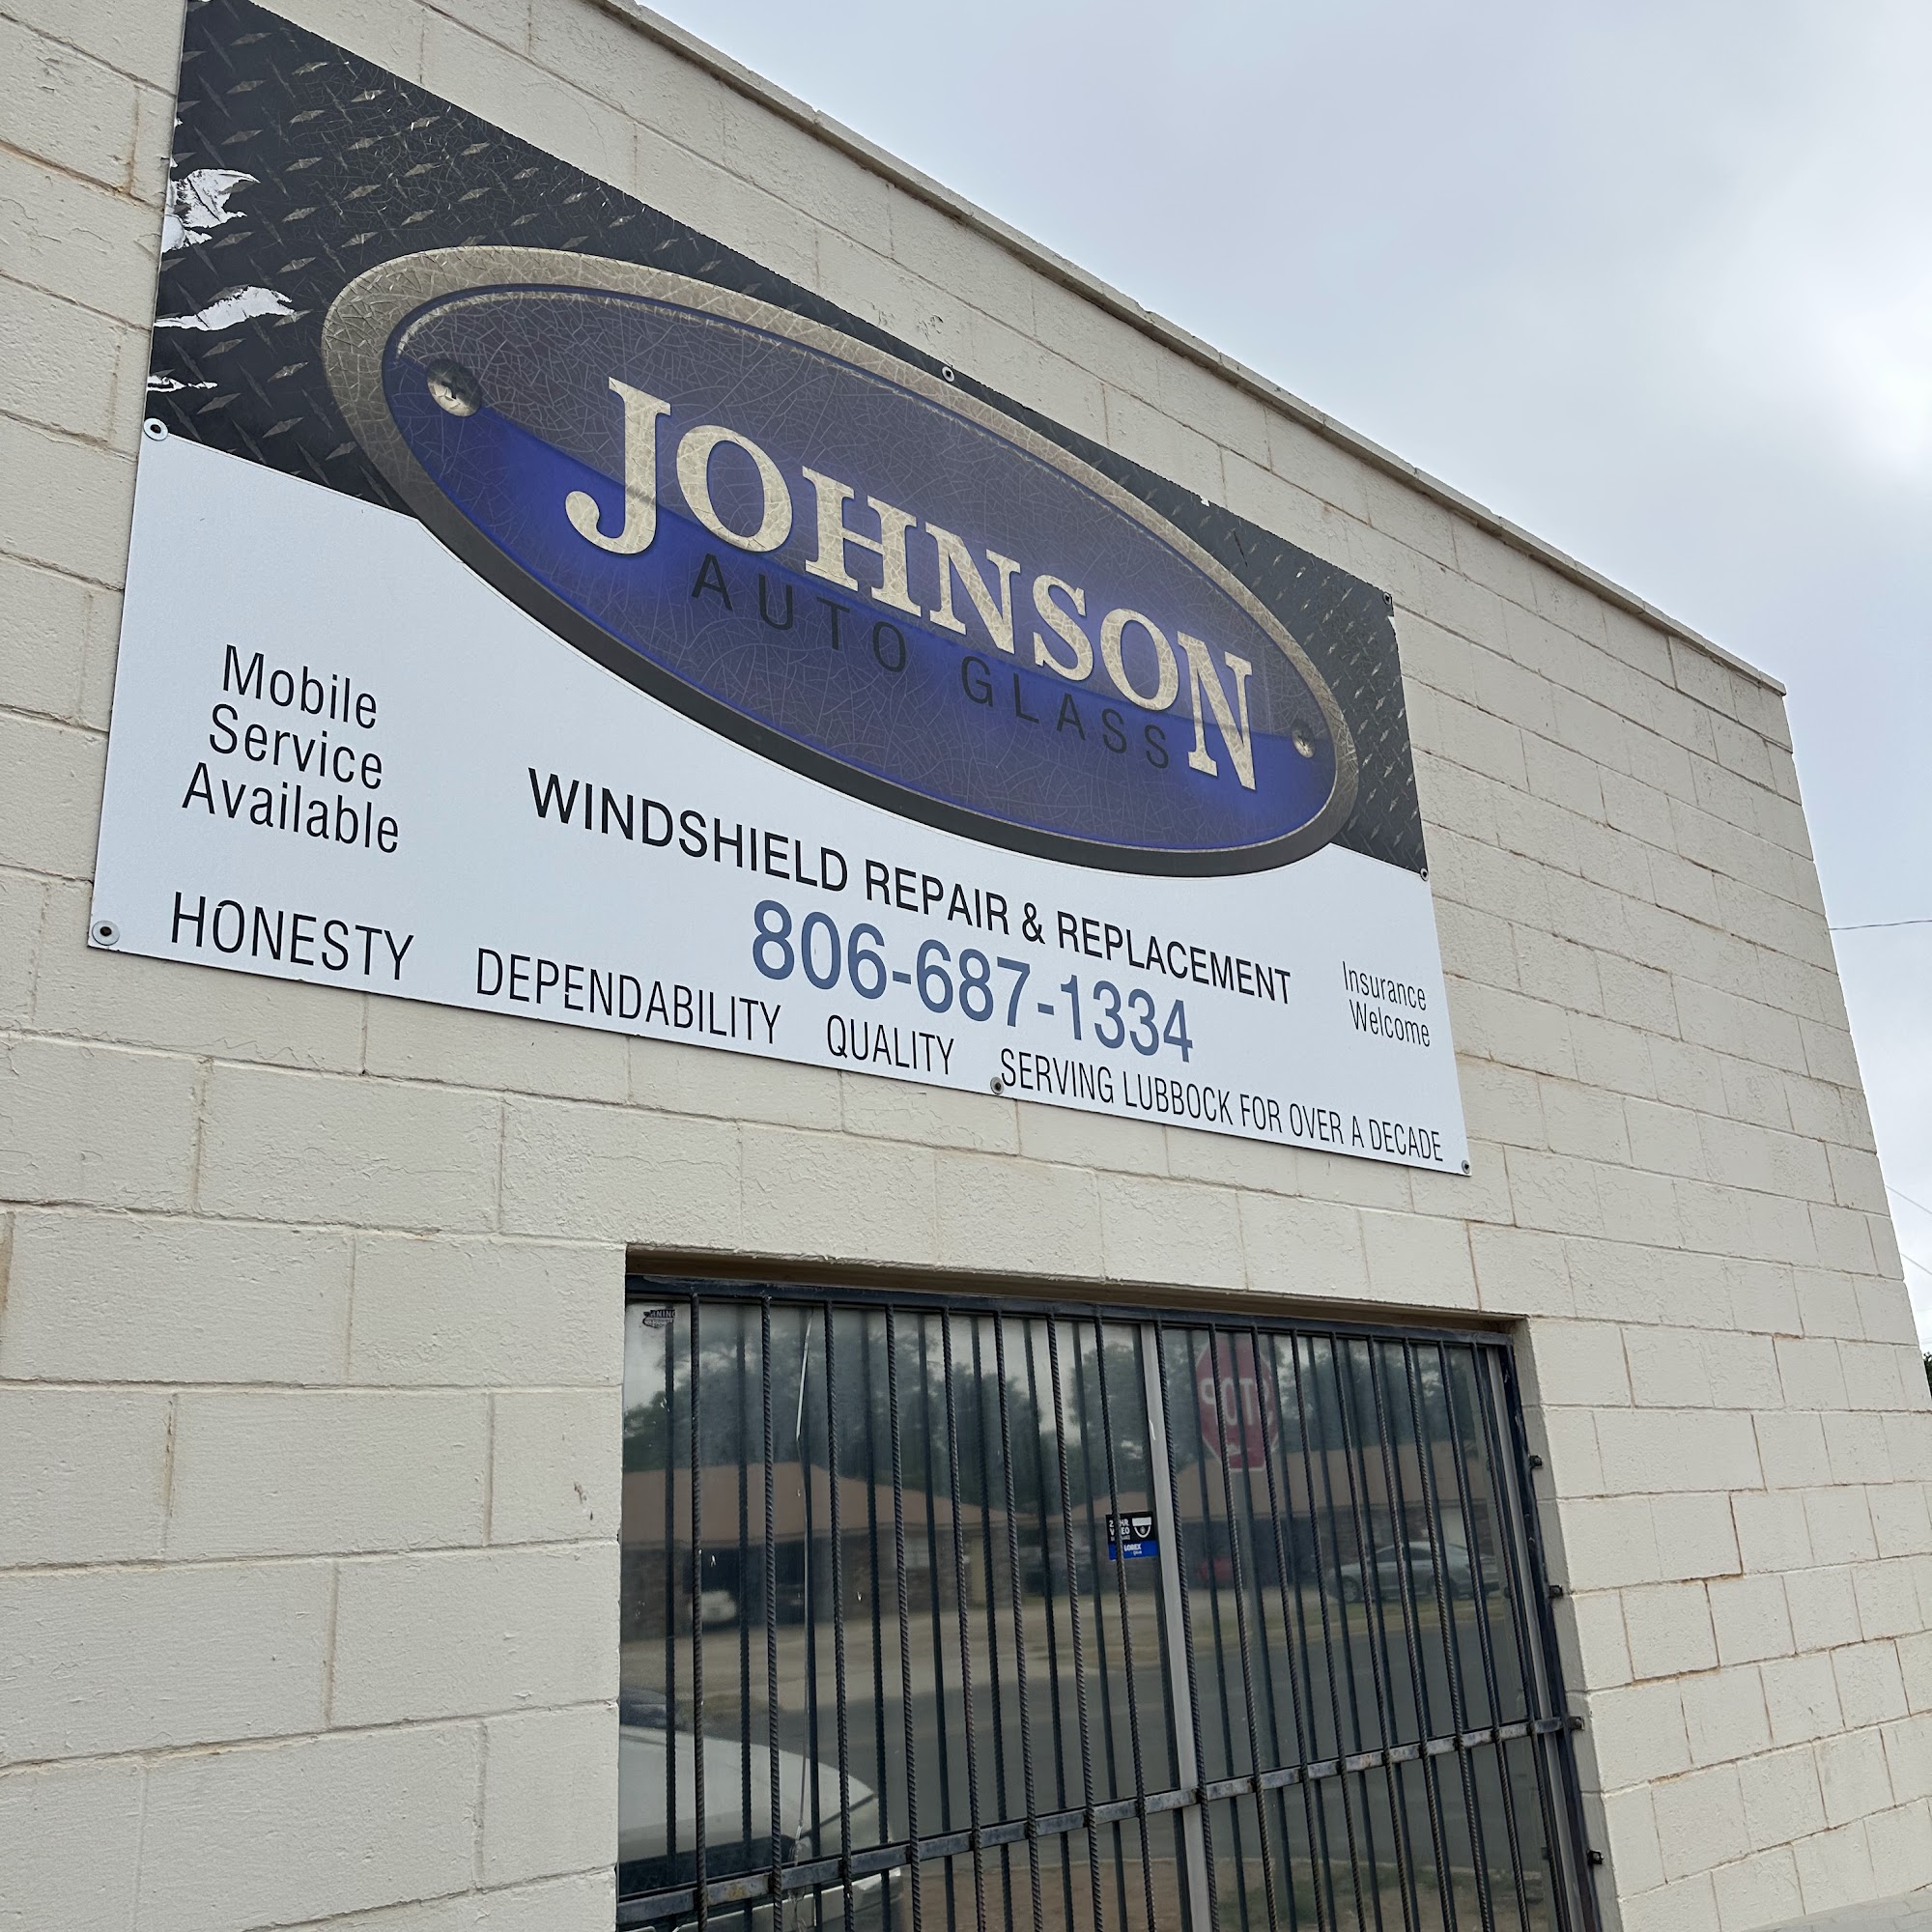 JOHNSON
AUTO GLASS
Mobile
Service
Available
WINDSHIELD REPAIR & REPLACEMENT
806-687-1334
Insurance
Welcome
HONESTY DEPENDABILITY QUALITY SERVING LUBBOCK FOR OVER A DECADE
STOP
LOREX